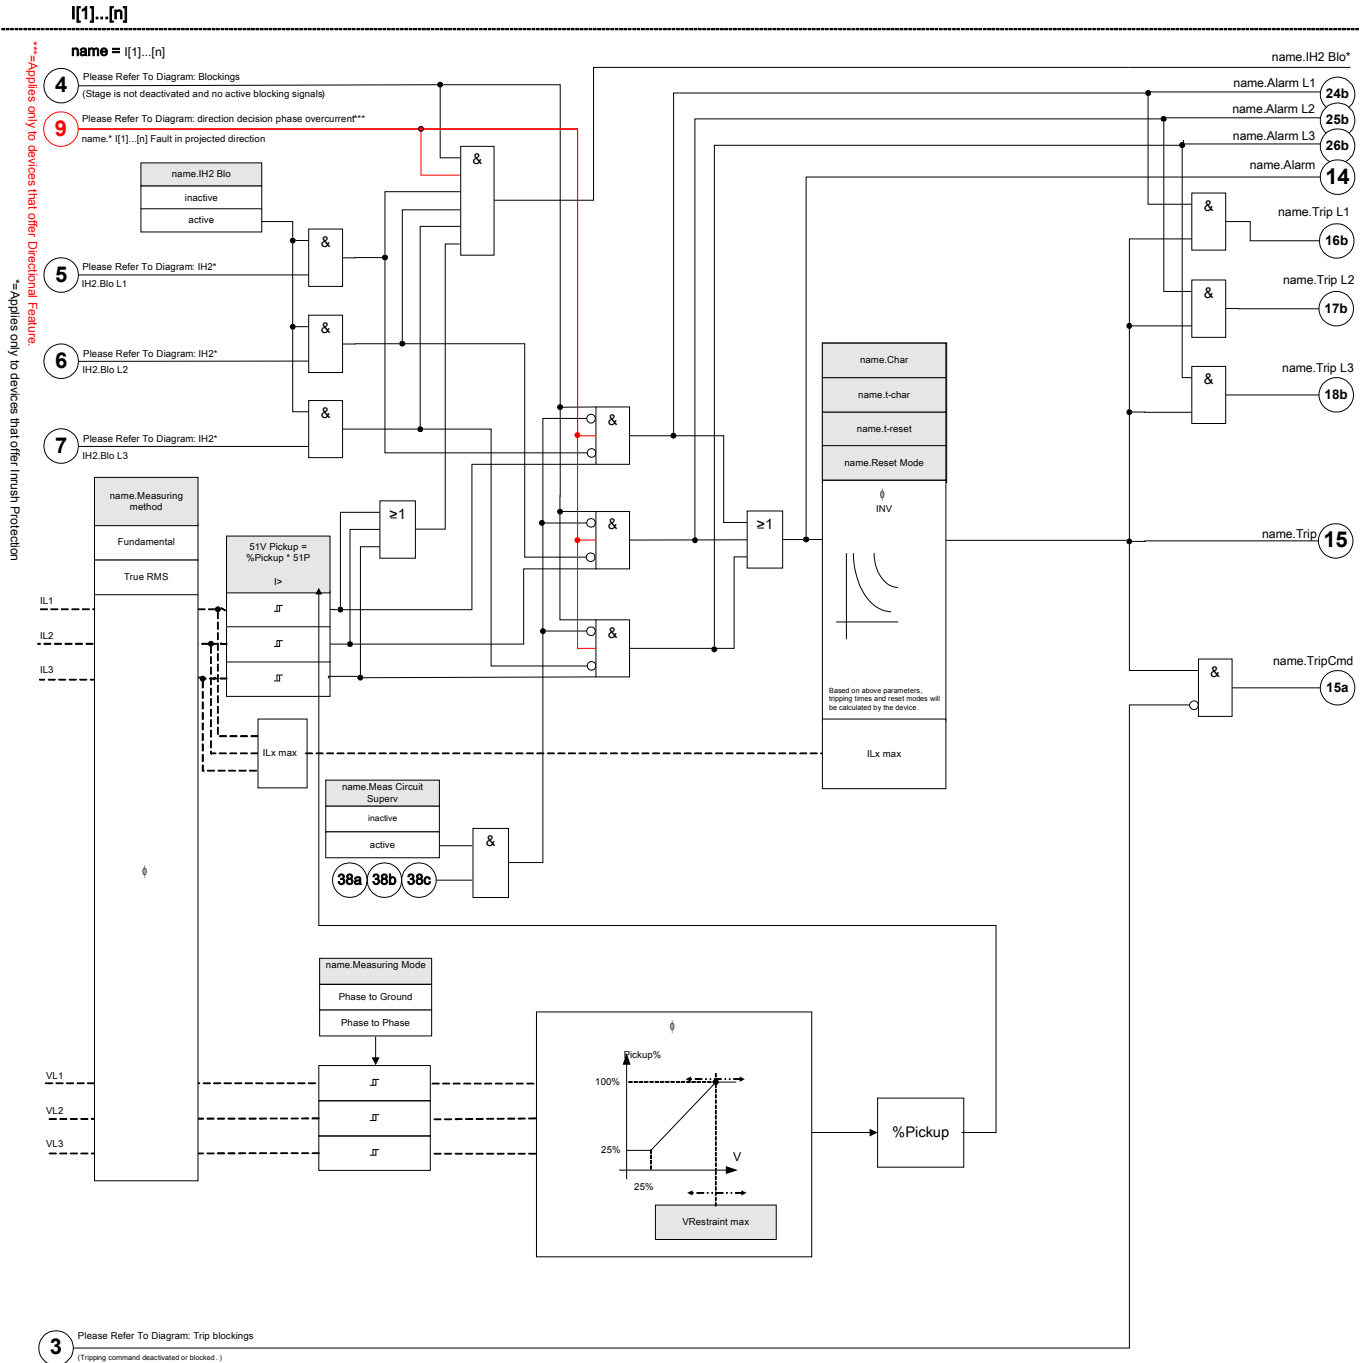 I[1]...[n]
name = I[1]...[n]
***=Applies only to devices that offer Directional Feature.
*=Applies only to devices that offer Inrush Protection
4
Please Refer To Diagram: Blockings
(Stage is not deactivated and no active blocking signals)
9
Please Refer To Diagram: direction decision phase overcurrent***
name.* I[1]...[n] Fault in projected direction
name.IH2 Blo
inactive
active
&
&
5
Please Refer To Diagram: IH2*
IH2.Blo L1
&
6
Please Refer To Diagram: IH2*
IH2.Blo L2
&
7
Please Refer To Diagram: IH2*
IH2.Blo L3
name.IH2 Blo*
name.Alarm L1
24b
name.Alarm L2
25b
name.Alarm L3
26b
name.Alarm
14
&
name.Trip L1
16b
&
name.Trip L2
17b
&
name.Trip L3
18b
name.Measuring
method
Fundamental
True RMS
ϕ
IL1
IL2
IL3
51V Pickup =
%Pickup * 51P
I>
≥1
&
&
&
≥1
name.Char
name.t-char
name.t-reset
name.Reset Mode
ϕ
INV
Based on above parameters,
tripping times and reset modes will
be calculated by the device.
ILx max
ILx max
name.Trip
15
&
name.TripCmd
15a
name.Meas Circuit
Superv
inactive
active
&
38a
38b
38c
name.Measuring Mode
Phase to Ground
Phase to Phase
VL1
VL2
VL3
ϕ
Pickup%
100%
25%
V
25%
VRestraint max
%Pickup
3
Please Refer To Diagram: Trip blockings
(Tripping command deactivated or blocked. )